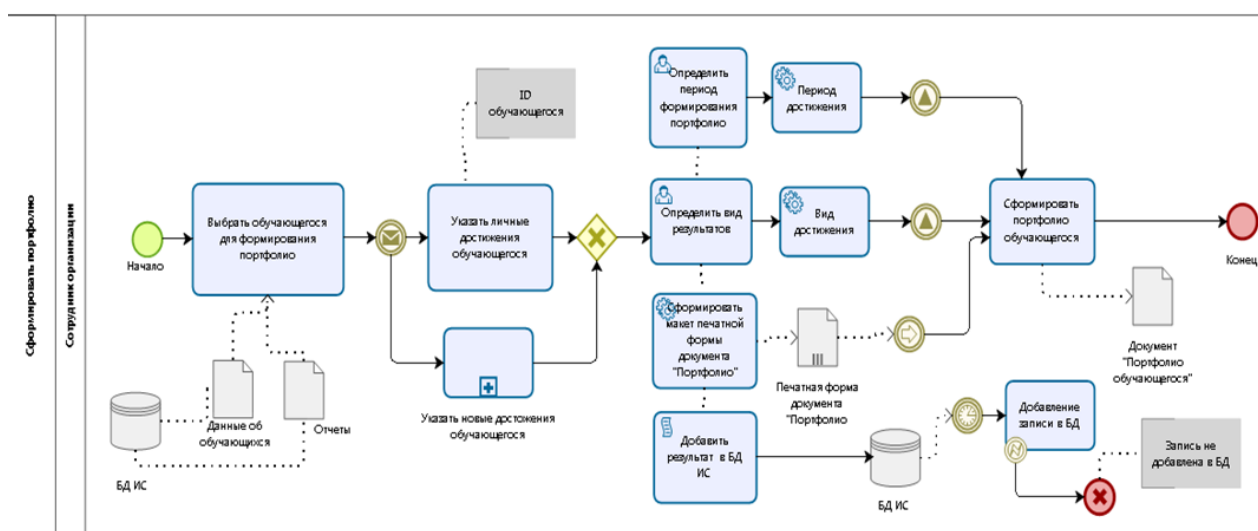 Сформировать портфолио
Сотрудник организации
Начало
Выбрать обучающегося
для формирования
портфолио
БД ИС
Данные об
обучающихся
Отчеты
ID
обучающегося
Указать личные
достижения
обучающегося
Указать новые достожения
обучающегося
Определить
период
формирования
портфолио
Период
достижения
Определить вид
результатов
Вид
достижения
Сформировать
макет печатной
формы
документа
"Портфолио"
Печатная форма
документа
"Портфолио
Добавить
результат в БД
ИС
БД ИС
Сформировать
портфолио
обучающегося
Конец
Документ
"Портфолио
обучающегося"
Добавление
записи в БД
Запись не
добавлена в БД